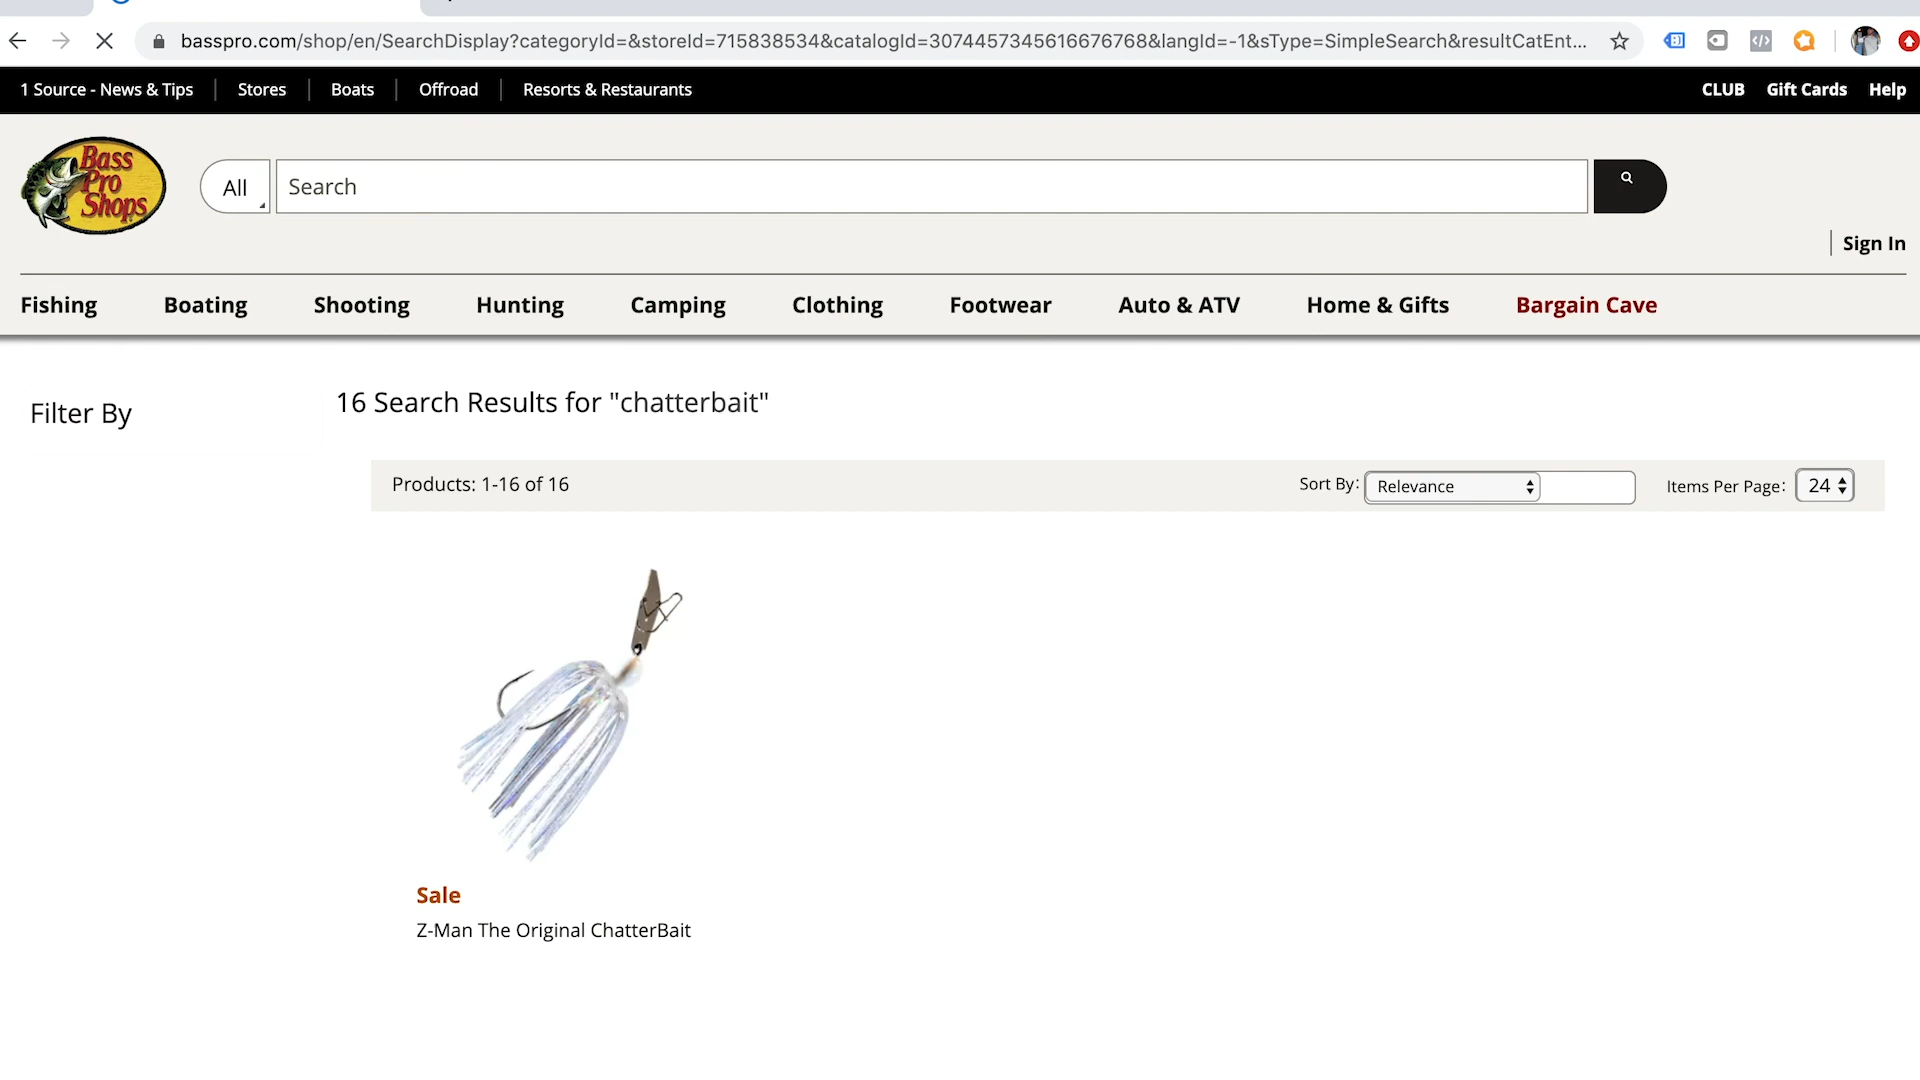 basspro.com/shop/en/SearchDisplay?categoryId=&storeId=715838534&catalogId=3074457345616676768&langId=-1&sType=SimpleSearch&resultCatEnt...
1 Source - News & Tips Stores Boats Offroad Resorts & Restaurants CLUB Gift Cards Help
Bass
Pro
Shops
All Search
Sign In
Fishing Boating Shooting Hunting Camping Clothing Footwear Auto & ATV Home & Gifts Bargain Cave
Filter By
16 Search Results for "chatterbait"
Products: 1-16 of 16 Sort By: Relevance Items Per Page: 24
Sale
Z-Man The Original ChatterBait